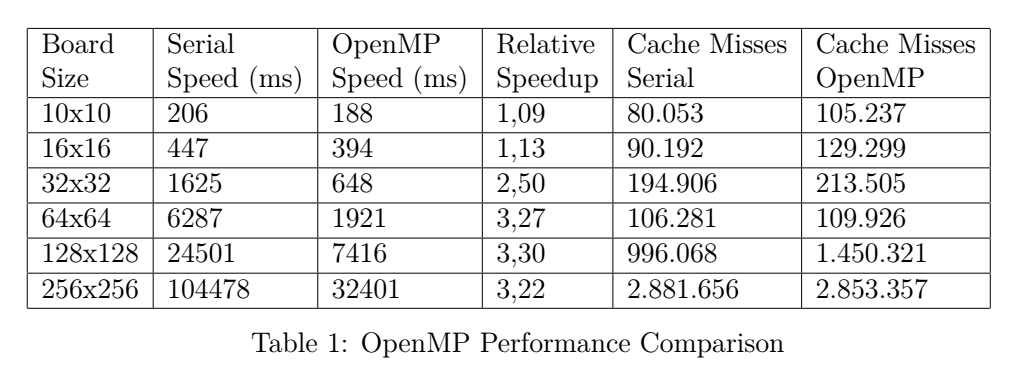 Board Size | Serial Speed (ms) | OpenMP Speed (ms) | Relative Speedup | Cache Misses Serial | Cache Misses OpenMP
10x10 | 206 | 188 | 1,09 | 80.053 | 105.237
16x16 | 447 | 394 | 1,13 | 90.192 | 129.299
32x32 | 1625 | 648 | 2,50 | 194.906 | 213.505
64x64 | 6287 | 1921 | 3,27 | 106.281 | 109.926
128x128 | 24501 | 7416 | 3,30 | 996.068 | 1.450.321
256x256 | 104478 | 32401 | 3,22 | 2.881.656 | 2.853.357
Table 1: OpenMP Performance Comparison